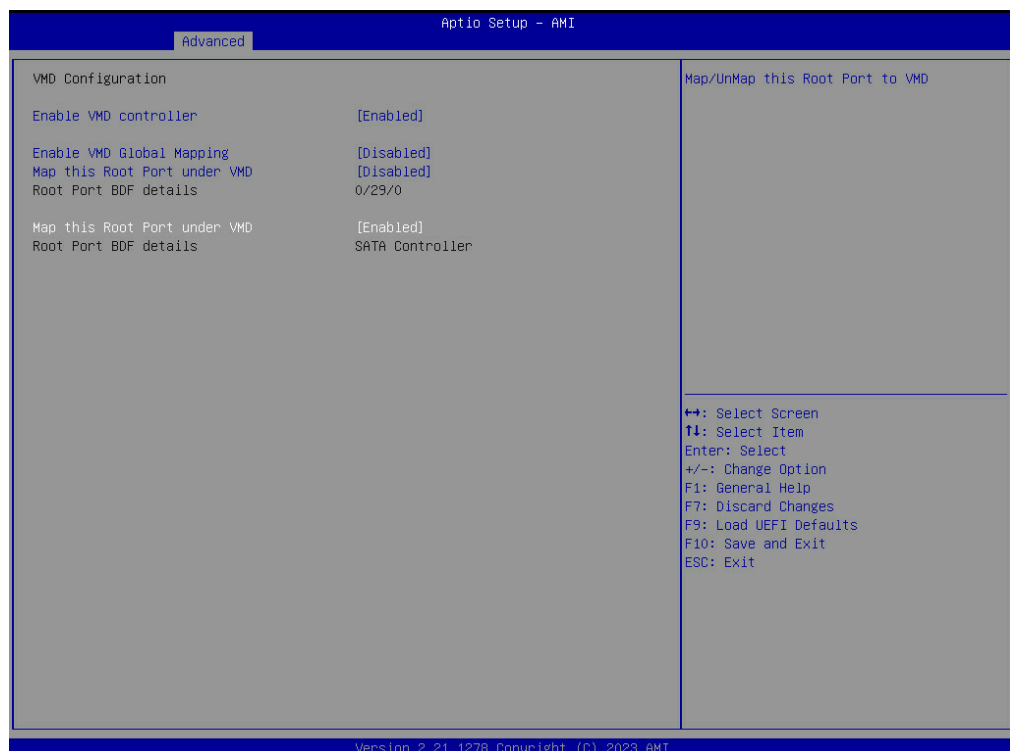 Aptio Setup – AMI
Advanced
VMD Configuration
Enable VMD controller [Enabled]
Enable VMD Global Mapping [Disabled]
Map this Root Port under VMD [Disabled]
Root Port BDF details 0/29/0
Map this Root Port under VMD [Enabled]
Root Port BDF details SATA Controller
Map/UnMap this Root Port to VMD
↔: Select Screen
↑↓: Select Item
Enter: Select
+/-: Change Option
F1: General Help
F7: Discard Changes
F9: Load UEFI Defaults
F10: Save and Exit
ESC: Exit
Version 2.21.1278 Copyright (C) 2023 AMI